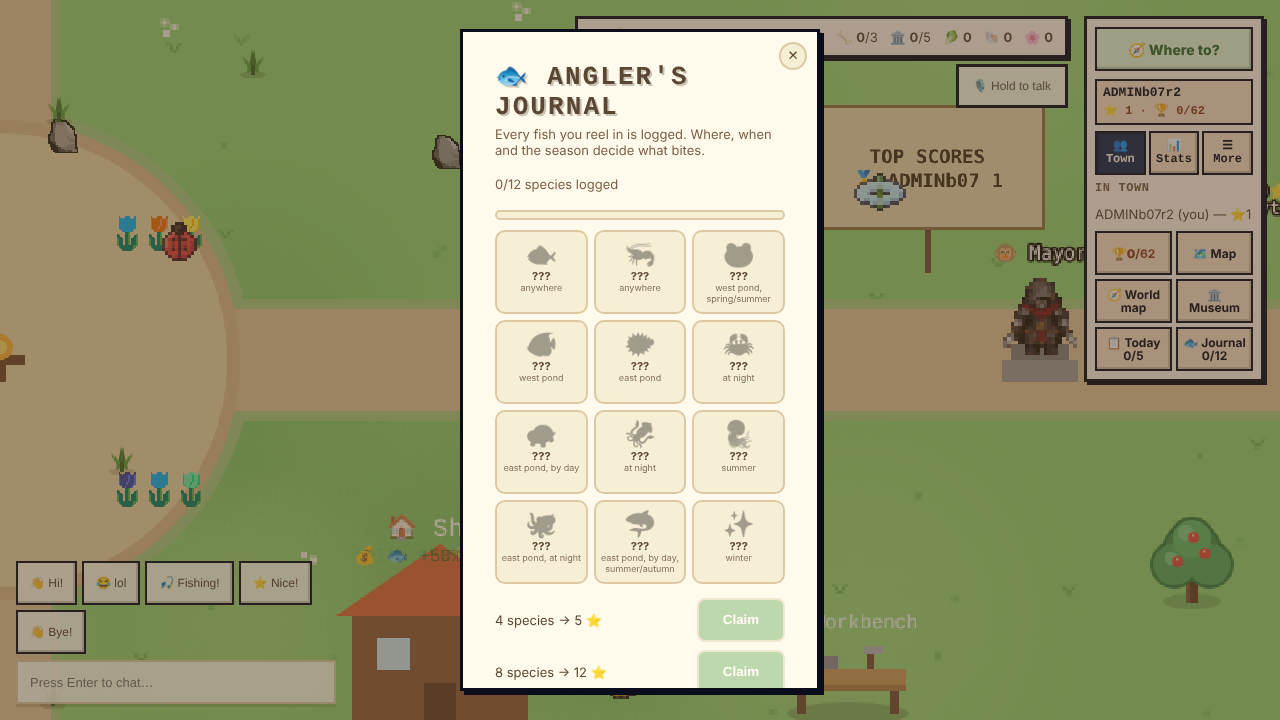 0/3 0/5 0 0 0
🧭 Where to?
🎙️ Hold to talk
ADMINb07r2
⭐ 1 · 🏆 0/62
👥 Town
📊 Stats
☰ More
IN TOWN
ADMINb07r2 (you) — ⭐1
🏆0/62
🗺️ Map
🧭 World map
🏛️ Museum
📋 Today 0/5
🐟 Journal 0/12
TOP SCORES
ADMINb07 1
🐵 Mayor
✕
🐟 ANGLER'S
JOURNAL
Every fish you reel in is logged. Where, when
and the season decide what bites.
0/12 species logged
???
anywhere
???
anywhere
???
west pond,
spring/summer
???
west pond
???
east pond
???
at night
???
east pond, by day
???
at night
???
summer
???
east pond, at night
???
east pond, by day,
summer/autumn
???
winter
4 species → 5 ⭐
Claim
8 species → 12 ⭐
Claim
🏠 Sh
💰 🐟 +50%
orkbench
👋 Hi!
😂 lol
🎣 Fishing!
⭐ Nice!
👋 Bye!
Press Enter to chat…